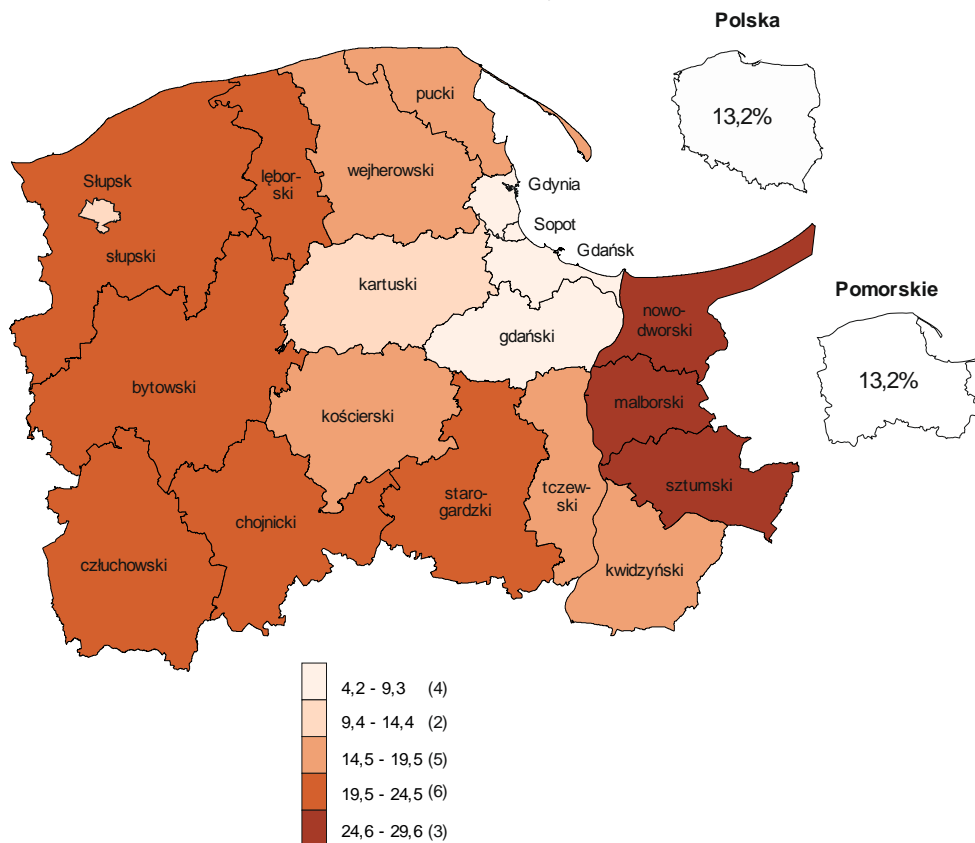 Polska
13,2%
pucki
wejherowski
lębor-
ski
Słupsk
Gdynia
Sopot
słupski
Gdańsk
kartuski
Pomorskie
nowo-
dworski
gdański
13,2%
bytowski
malborski
kościerski
sztumski
staro-
gardzki
tczew-
ski
chojnicki
człuchowski
kwidzyński
4,2 - 9,3 (4)
9,4 - 14,4 (2)
14,5 - 19,5 (5)
19,5 - 24,5 (6)
24,6 - 29,6 (3)